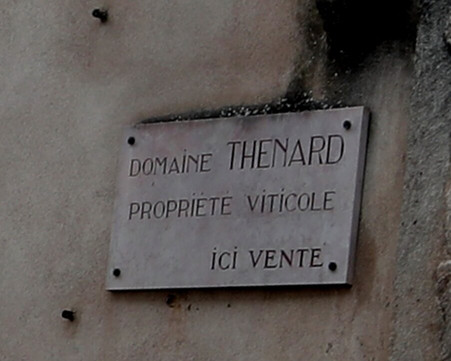 DOMAINE THENARD
PROPRIÉTÉ VITICOLE
ICI VENTE